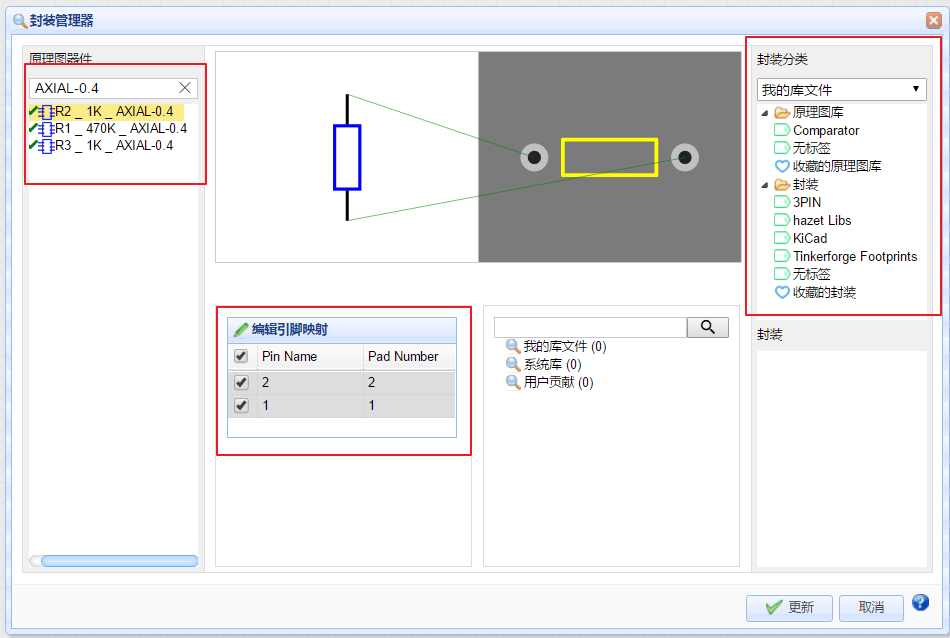 封装管理器
原理图器件
AXIAL-0.4
R2 _ 1K _ AXIAL-0.4
R1 _ 470K _ AXIAL-0.4
R3 _ 1K _ AXIAL-0.4
编辑引脚映射
Pin Name Pad Number
2 2
1 1
我的库文件 (0)
系统库 (0)
用户贡献 (0)
封装分类
我的库文件
原理图库
Comparator
无标签
收藏的原理图库
封装
3PIN
hazet Libs
KiCad
Tinkerforge Footprints
无标签
收藏的封装
封装
更新
取消
?